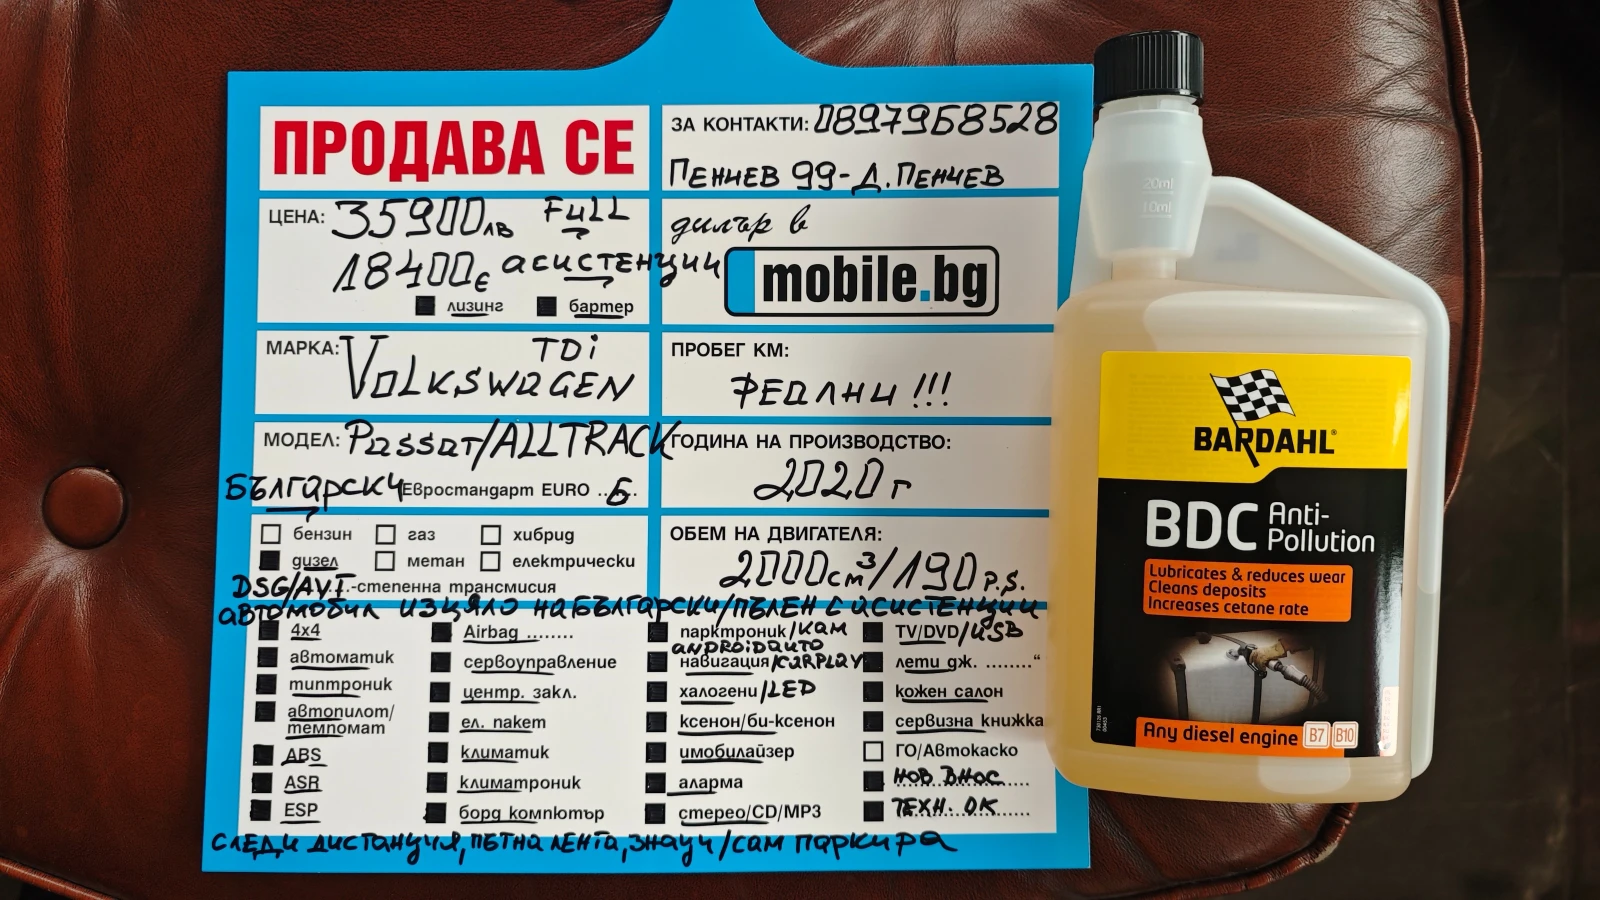 ПРОДАВА СЕ
ЗА КОНТАКТИ: 0897968528
ПЕНЧЕВ 99-Д.ПЕНЧЕВ
ЦЕНА: 35900лв FuLL
18400€ асистенции
лизинг бартер
дилър в
mobile.bg
МАРКА: VOLKSWAGEN TDi
ПРОБЕГ КМ:
РЕАЛНИ!!!
МОДЕЛ: Passat/ALLTRACK
Български Евростандарт EURO ..6..
ГОДИНА НА ПРОИЗВОДСТВО:
2020г
бензин газ хибрид
дизел метан електрически
DSG/AVT.-степенна трансмисия
ОБЕМ НА ДВИГАТЕЛЯ:
2000см³/190p.s.
автомобил изцяло на български/пълен с асистенции
4x4
автоматик
типтроник
автопилот/
темпомат
ABS
ASR
ESP
Airbag ........
сервоуправление
центр. закл.
ел. пакет
климатик
климатроник
борд компютър
парктроник/кам
androidauto
навигация/CARPLAY
халогени/LED
ксенон/би-ксенон
имобилайзер
аларма
стерео/CD/MP3
TV/DVD/USB
лети дж. ........"
кожен салон
сервизна книжка
ГО/Автокаско
НОВ ВНОС
ТЕХН. ОК
следи дистанция, петна лента, знаци/сам паркира
20ml
10ml
BARDAHL®
BDC Anti-
Pollution
Lubricates & reduces wear
Cleans deposits
Increases cetane rate
Any diesel engine B7 B10